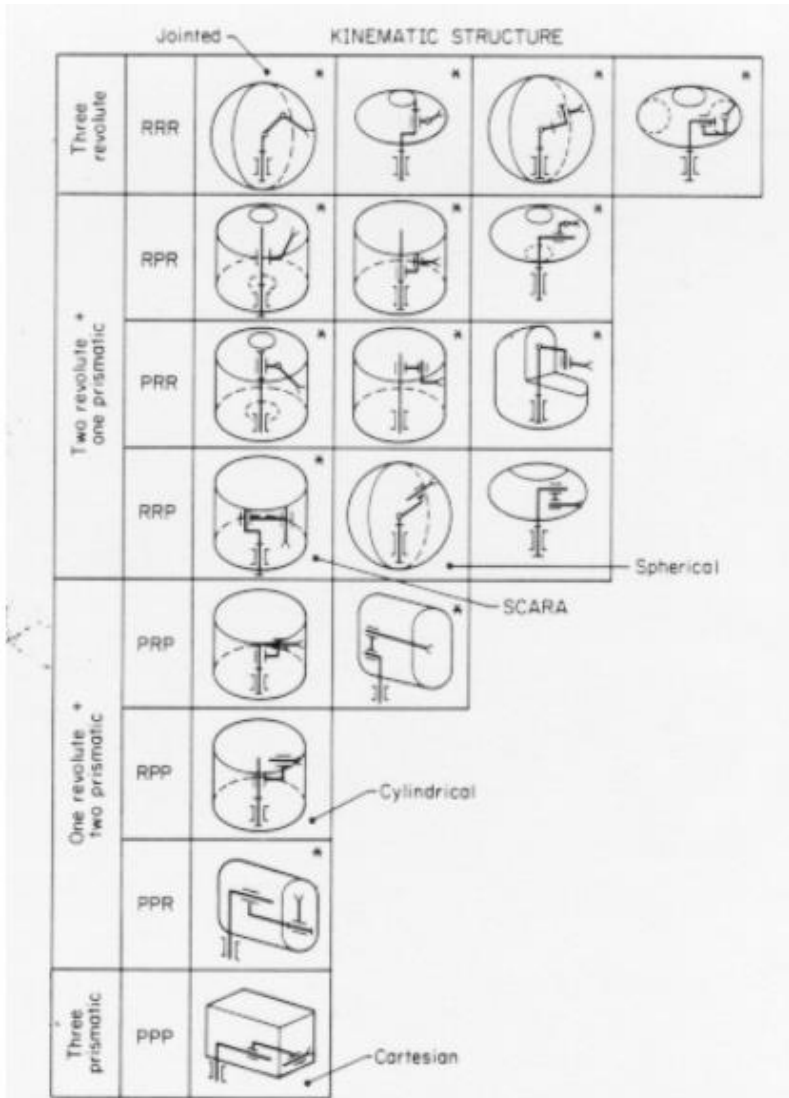 Jointed
KINEMATIC STRUCTURE
Three
revolute
RRR
* * * *
Two revolute +
one prismatic
RPR
* * *
PRR
* * *
RRP
*
Spherical
SCARA
One revolute +
two prismatic
PRP
*
RPP
Cylindrical
PPR
*
Three
prismatic
PPP
Cartesian